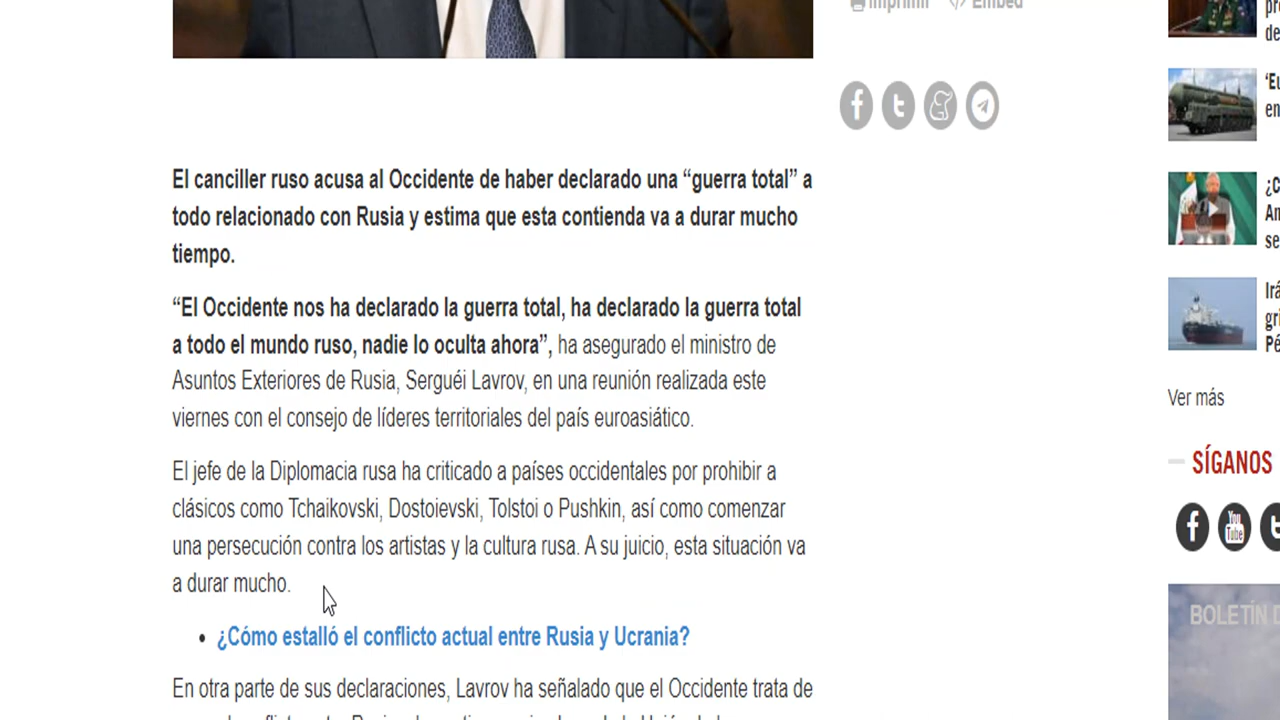 Imprimir
Embed
El canciller ruso acusa al Occidente de haber declarado una “guerra total” a
todo relacionado con Rusia y estima que esta contienda va a durar mucho
tiempo.
“El Occidente nos ha declarado la guerra total, ha declarado la guerra total
a todo el mundo ruso, nadie lo oculta ahora”, ha asegurado el ministro de
Asuntos Exteriores de Rusia, Serguéi Lavrov, en una reunión realizada este
viernes con el consejo de líderes territoriales del país euroasiático.
El jefe de la Diplomacia rusa ha criticado a países occidentales por prohibir a
clásicos como Tchaikovski, Dostoievski, Tolstoi o Pushkin, así como comenzar
una persecución contra los artistas y la cultura rusa. A su juicio, esta situación va
a durar mucho.
• ¿Cómo estalló el conflicto actual entre Rusia y Ucrania?
En otra parte de sus declaraciones, Lavrov ha señalado que el Occidente trata de
de
en
se
Ver más
SÍGANOS
You Tube
BOLETÍN